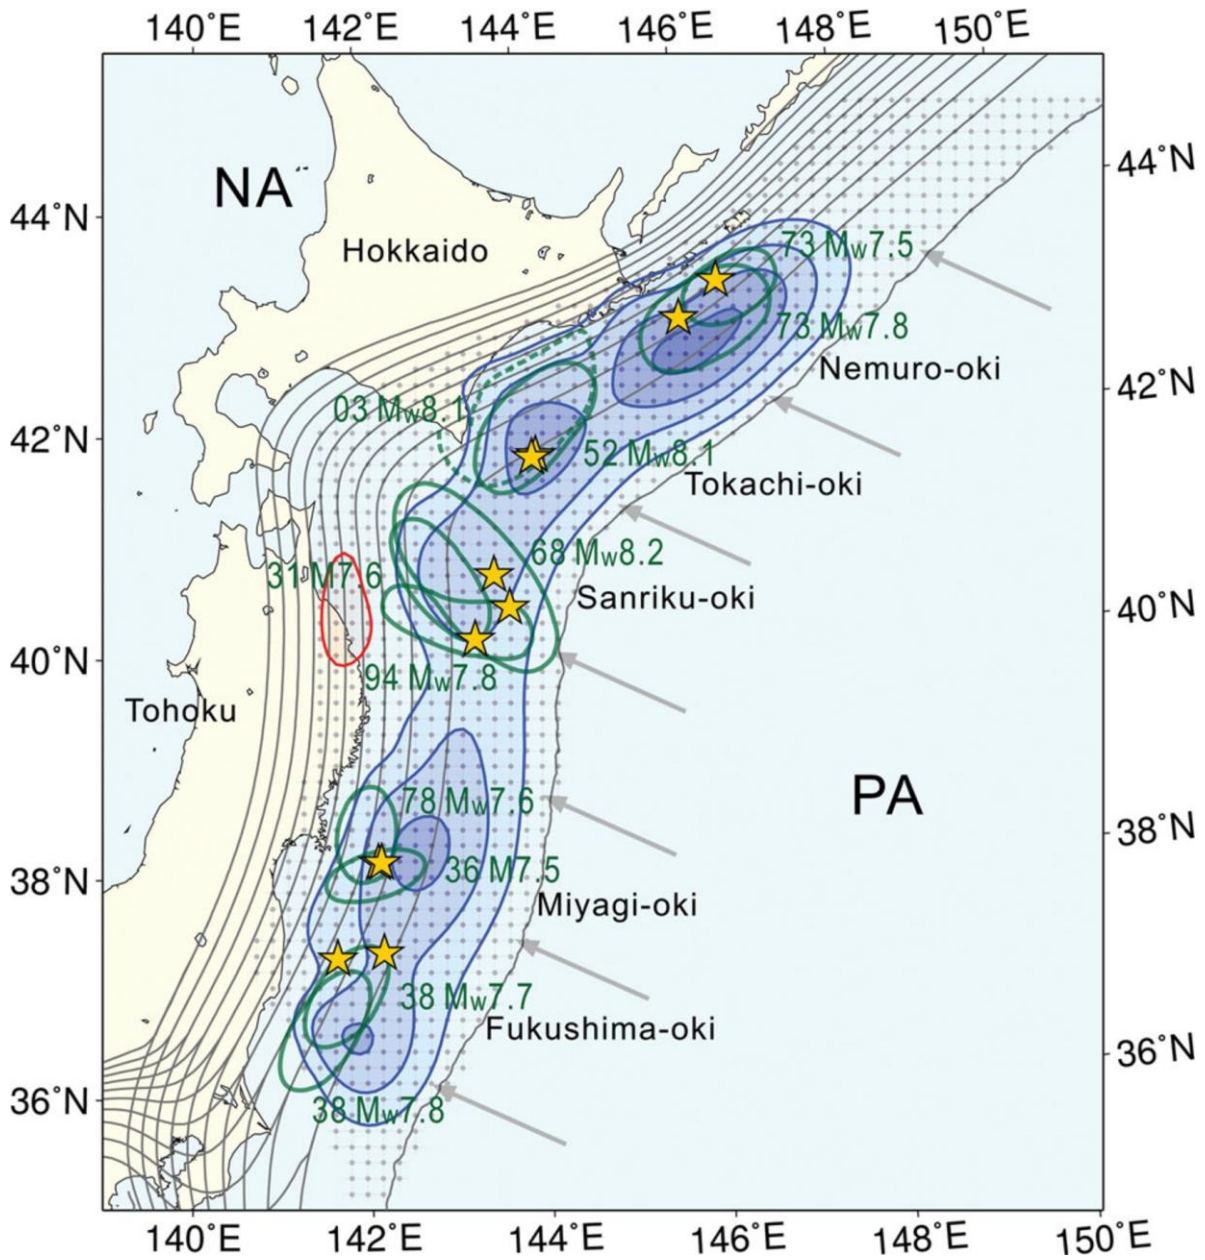 140˚E 142˚E 144˚E 146˚E 148˚E 150˚E
44˚N
NA
44˚N
Hokkaido
73 Mw7.5
73 Mw7.8
Nemuro-oki
42˚N
03 Mw8.1
42˚N
52 Mw8.1
Tokachi-oki
68 Mw8.2
31 M7.6
Sanriku-oki
40˚N
40˚N
94 Mw7.8
Tohoku
PA
78 Mw7.6
38˚N
36 M7.5
38˚N
Miyagi-oki
38 Mw7.7
Fukushima-oki
36˚N
36˚N
38 Mw7.8
140˚E 142˚E 144˚E 146˚E 148˚E 150˚E